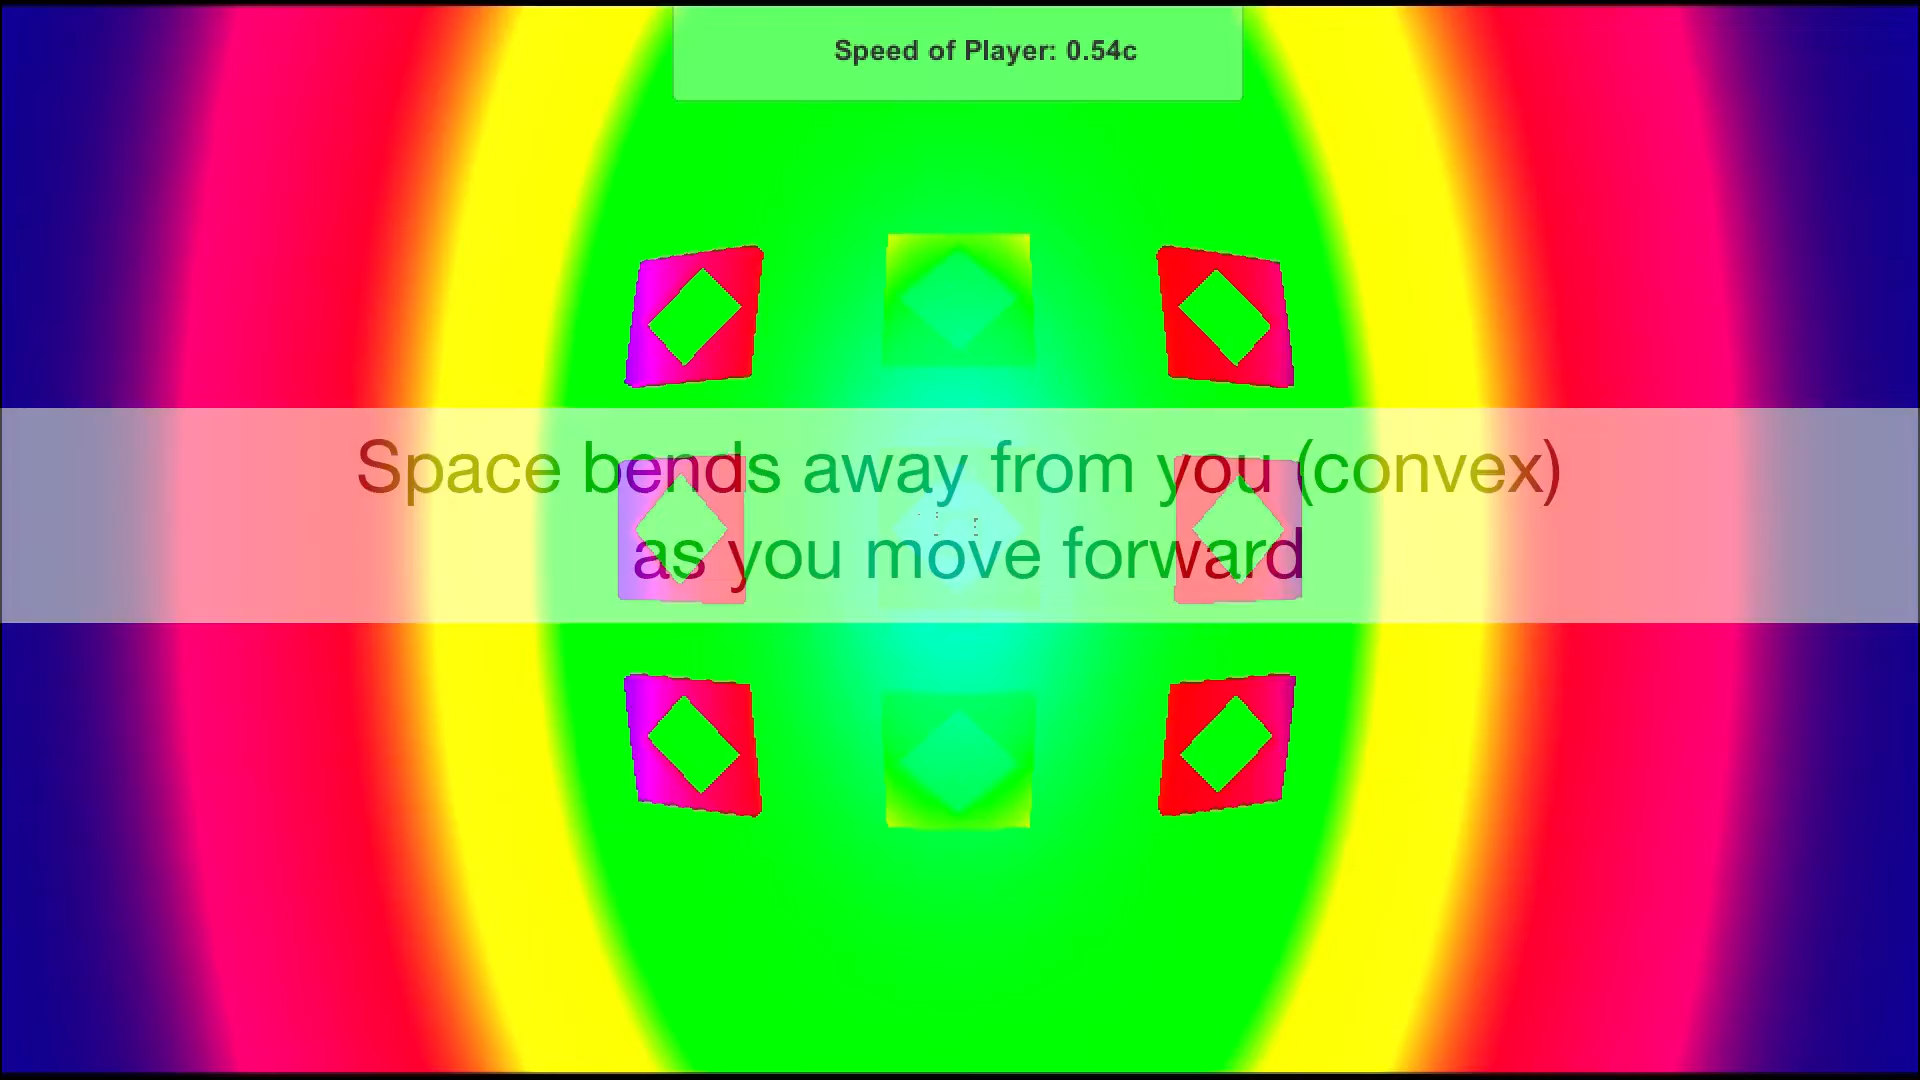 Speed of Player: 0.54c
Space bends away from you (convex)
as you move forward